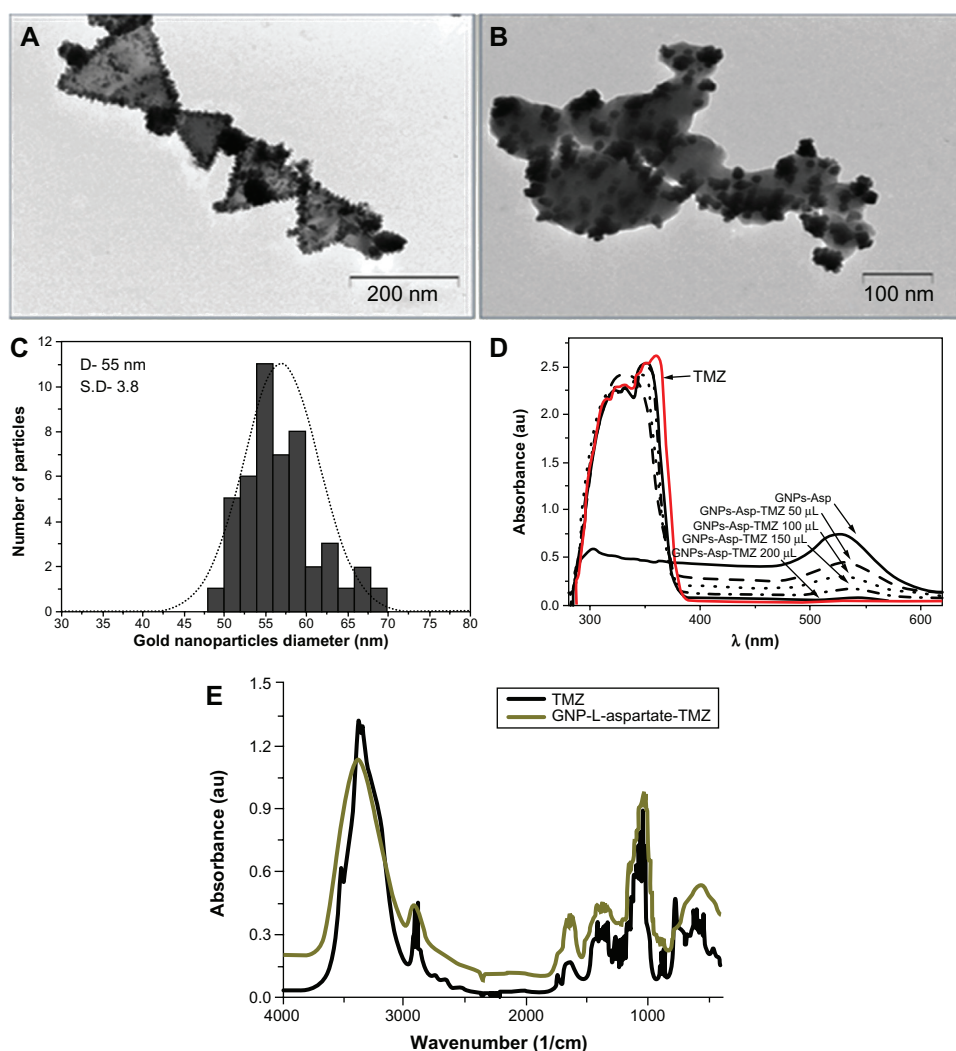 A
200 nm
B
100 nm
C
D- 55 nm
S.D- 3.8
Number of particles
12
10
8
6
4
2
0
30 35 40 45 50 55 60 65 70 75 80
Gold nanoparticles diameter (nm)
D
TMZ
GNPs-Asp
GNPs-Asp-TMZ 50 μL
GNPs-Asp-TMZ 100 μL
GNPs-Asp-TMZ 150 μL
GNPs-Asp-TMZ 200 μL
Absorbance (au)
2.5
2.0
1.5
1.0
0.5
0.0
300 400 500 600
λ (nm)
E
TMZ
GNP-L-aspartate-TMZ
Absorbance (au)
1.5
1.2
0.9
0.6
0.3
0.0
4000 3000 2000 1000
Wavenumber (1/cm)